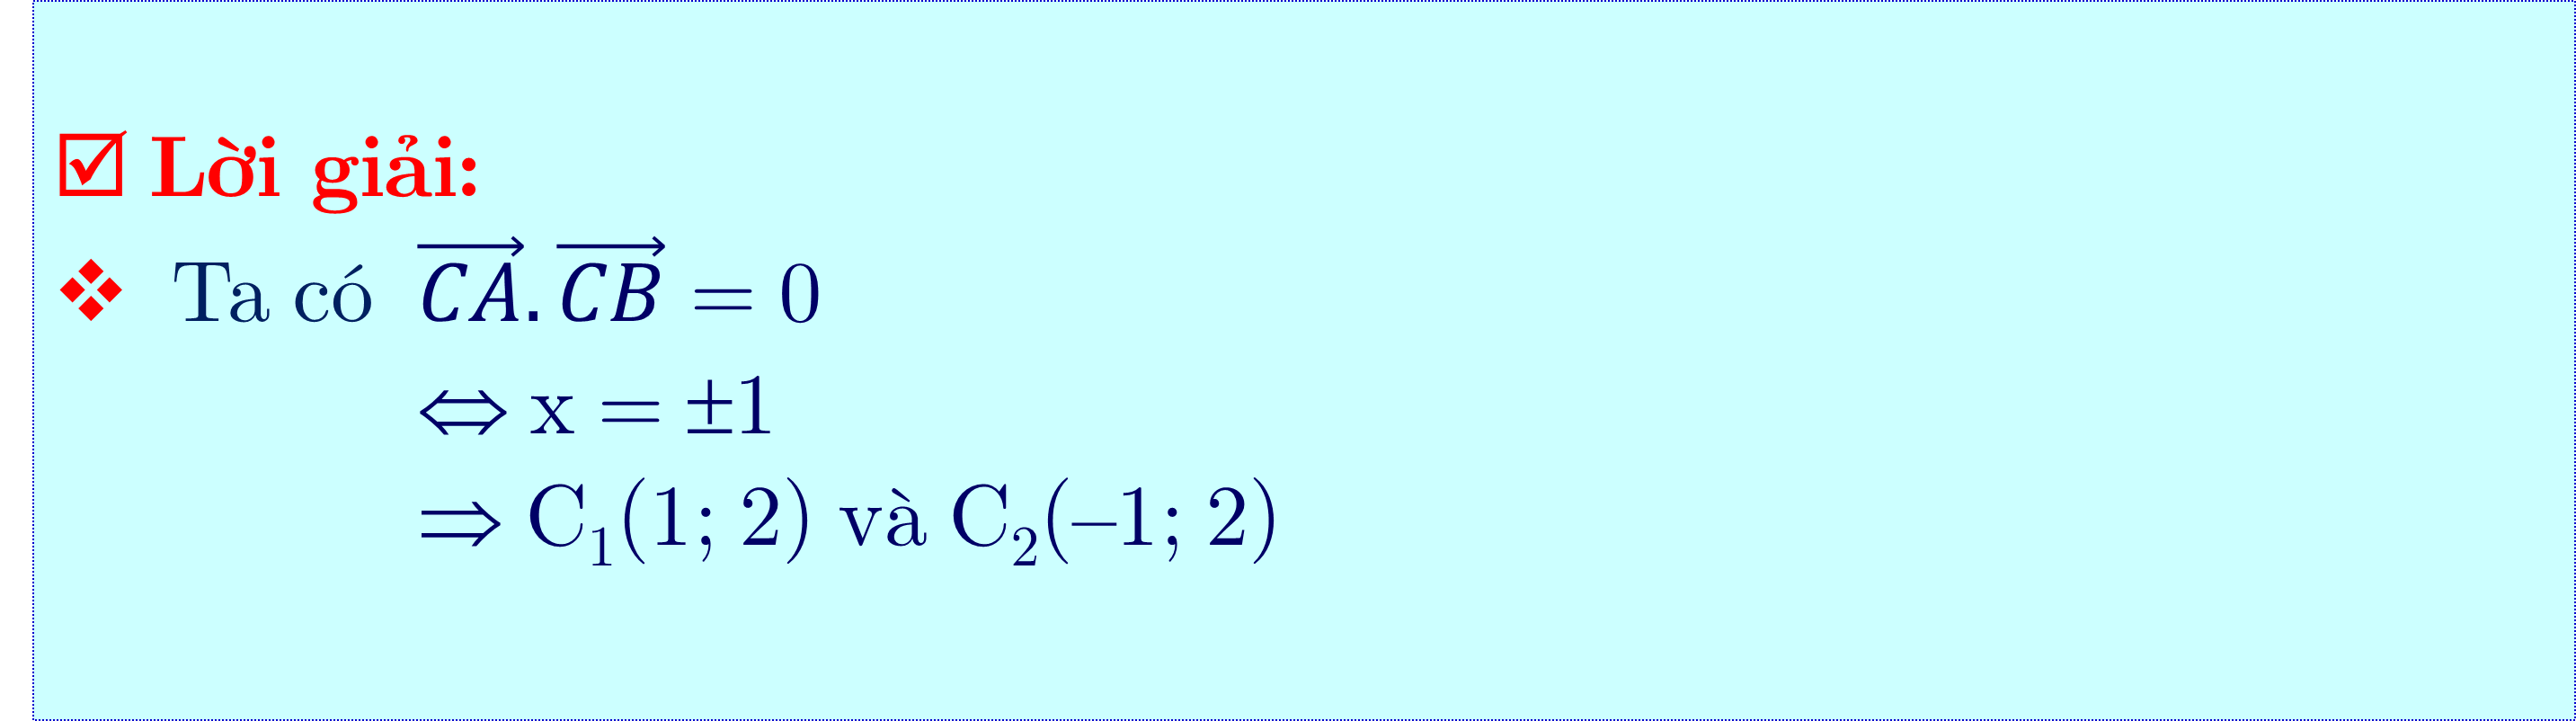 ☑ Lời giải:
❖ Ta có $\overrightarrow{CA}.\overrightarrow{CB} = 0$
⇔ x = ±1
⇒ C₁(1; 2) và C₂(–1; 2)